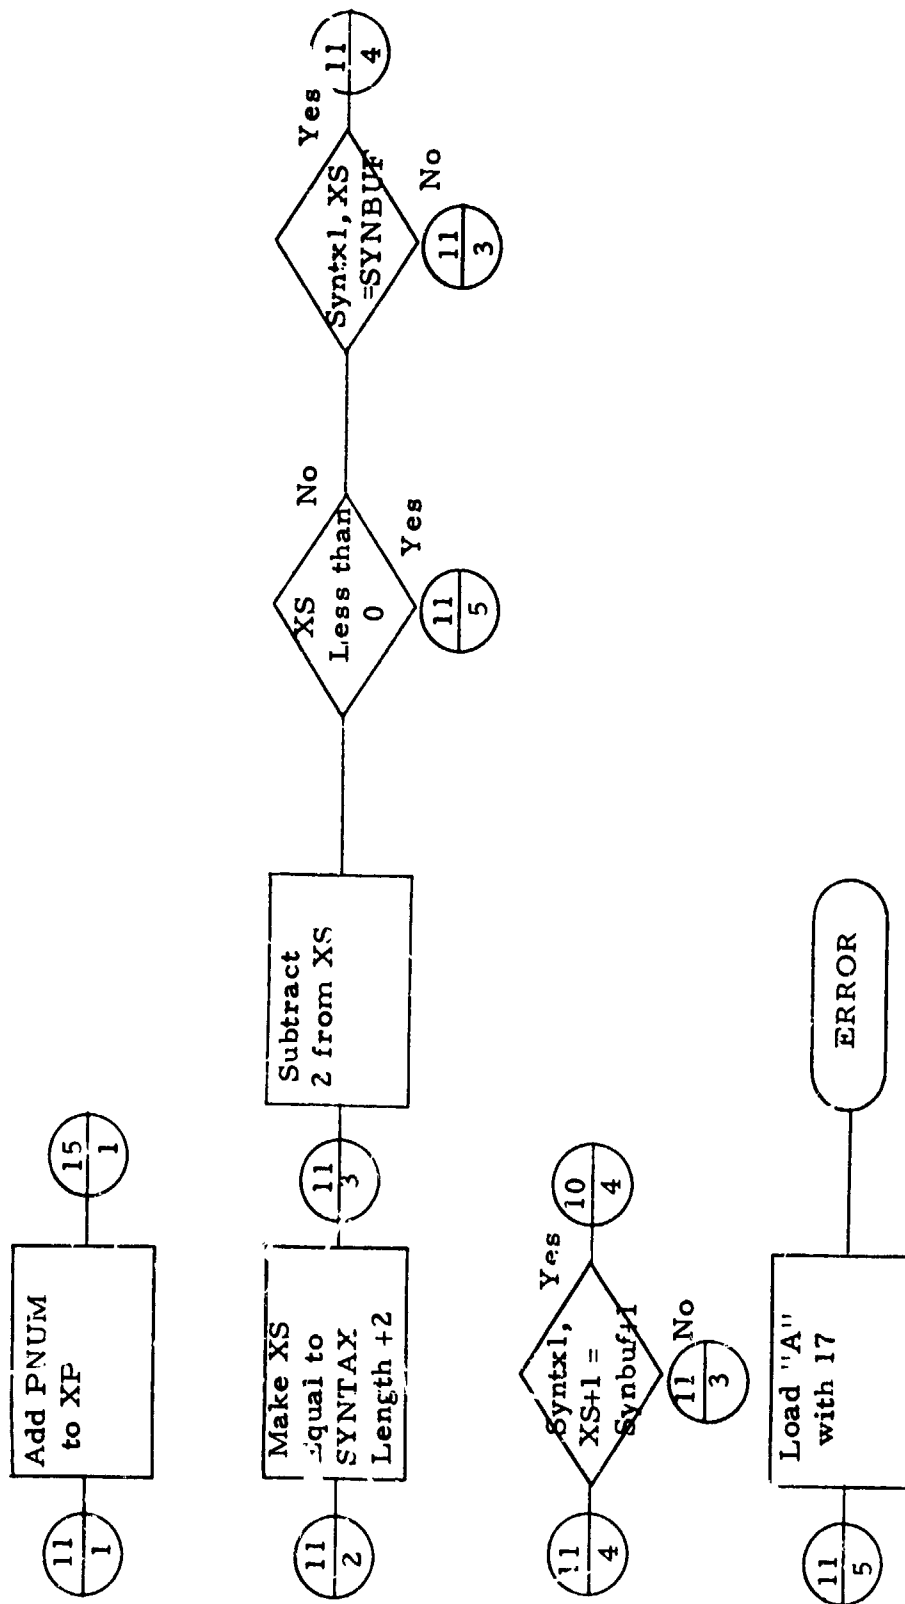 11
1
Add PNUM
to XP
15
1
11
2
Make XS
Equal to
SYNTAX
Length +2
11
3
Subtract
2 from XS
XS
Less than
0
No
Yes
11
5
Syntx1, XS
=SYNBUF
Yes
11
4
No
11
3
11
4
Syntx1,
XS+1 =
Synbuf+1
Yes
10
4
No
11
3
11
5
Load "A"
with 17
ERROR